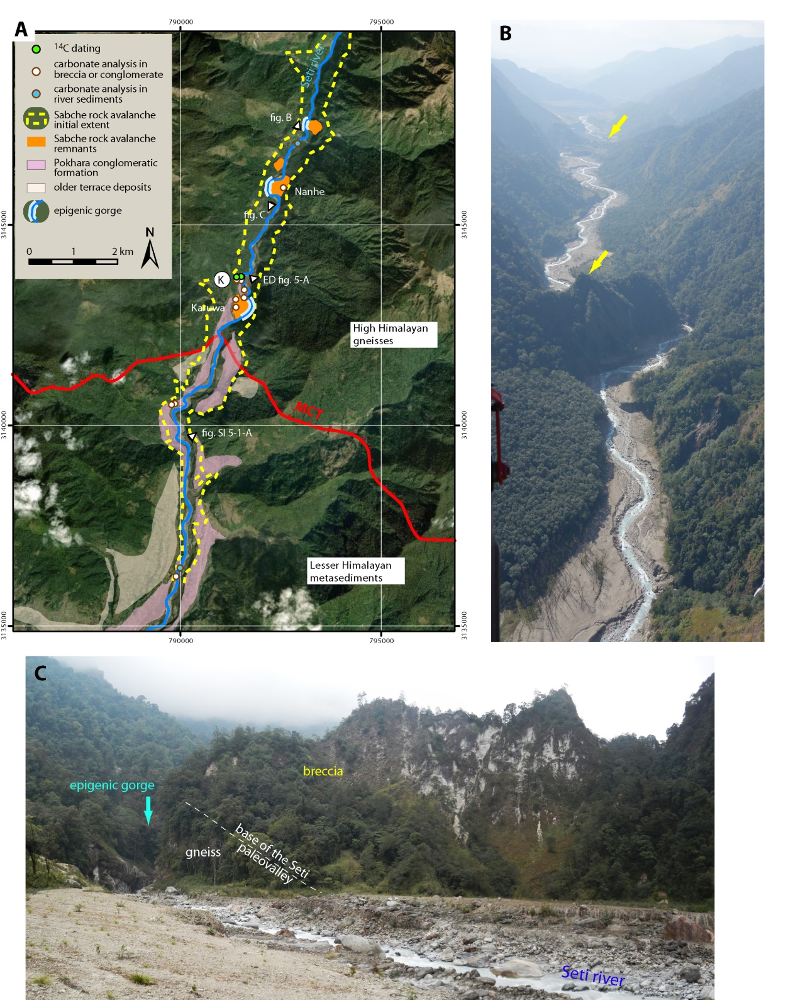 A
790000
795000
14C dating
carbonate analysis in
breccia or conglomerate
carbonate analysis in
river sediments
Sabche rock avalanche
initial extent
Sabche rock avalanche
remnants
Pokhara conglomeratic
formation
older terrace deposits
epigenic gorge
N
0 1 2 km
Seti river
fig. B
Nanhe
fig. C
3145000
3145000
K
ED fig. 5-A
Karuwa
High Himalayan
gneisses
MCT
3140000
3140000
fig. SI 5-1-A
Lesser Himalayan
metasediments
3135000
3135000
790000
795000
B
C
breccia
epigenic gorge
base of the Seti
paleovalley
gneiss
Seti river